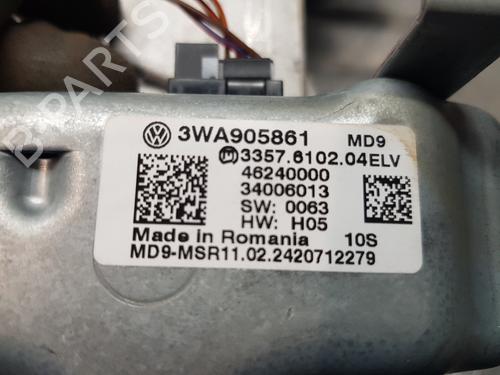 3WA905861 MD9
3357.6102.04ELV
46240000
34006013
SW: 0063
HW: H05
Made in Romania 10S
MD9-MSR11.02.2420712279